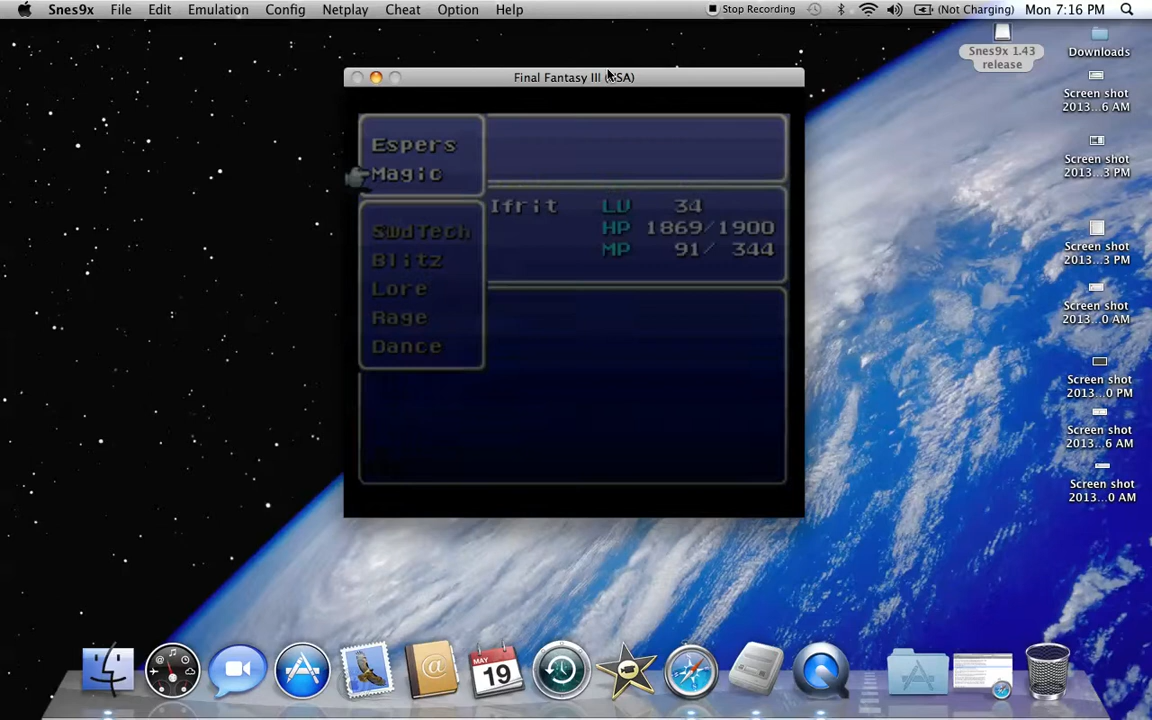 Snes9x File Edit Emulation Config Netplay Cheat Option Help Stop Recording (Not Charging) Mon 7:16 PM
Snes9x 1.43
release
Downloads
Screen shot
2013...6 AM
Screen shot
2013...3 PM
Screen shot
2013...3 PM
Screen shot
2013...0 AM
Screen shot
2013...0 PM
Screen shot
2013...6 AM
Screen shot
2013...0 AM
Final Fantasy III
Espers
Magic
SwdTech
Blitz
Lore
Rage
Dance
Ifrit LV 34
HP 1869/1900
MP 91/ 344
MAY
19